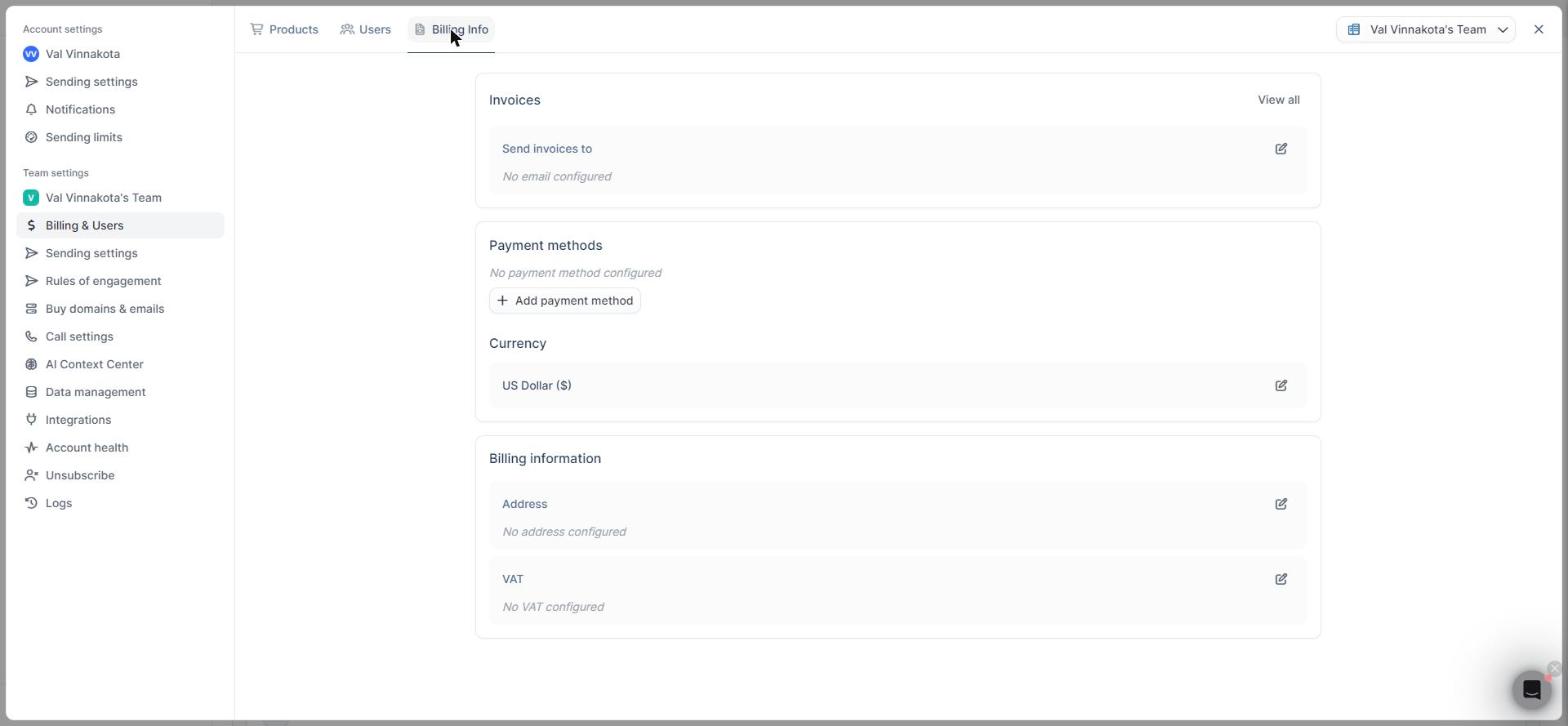 Account settings
VV Val Vinnakota
Sending settings
Notifications
Sending limits
Team settings
V Val Vinnakota's Team
Billing & Users
Sending settings
Rules of engagement
Buy domains & emails
Call settings
AI Context Center
Data management
Integrations
Account health
Unsubscribe
Logs
Products Users Billing Info
Val Vinnakota's Team
Invoices
View all
Send invoices to
No email configured
Payment methods
No payment method configured
Add payment method
Currency
US Dollar ($)
Billing information
Address
No address configured
VAT
No VAT configured